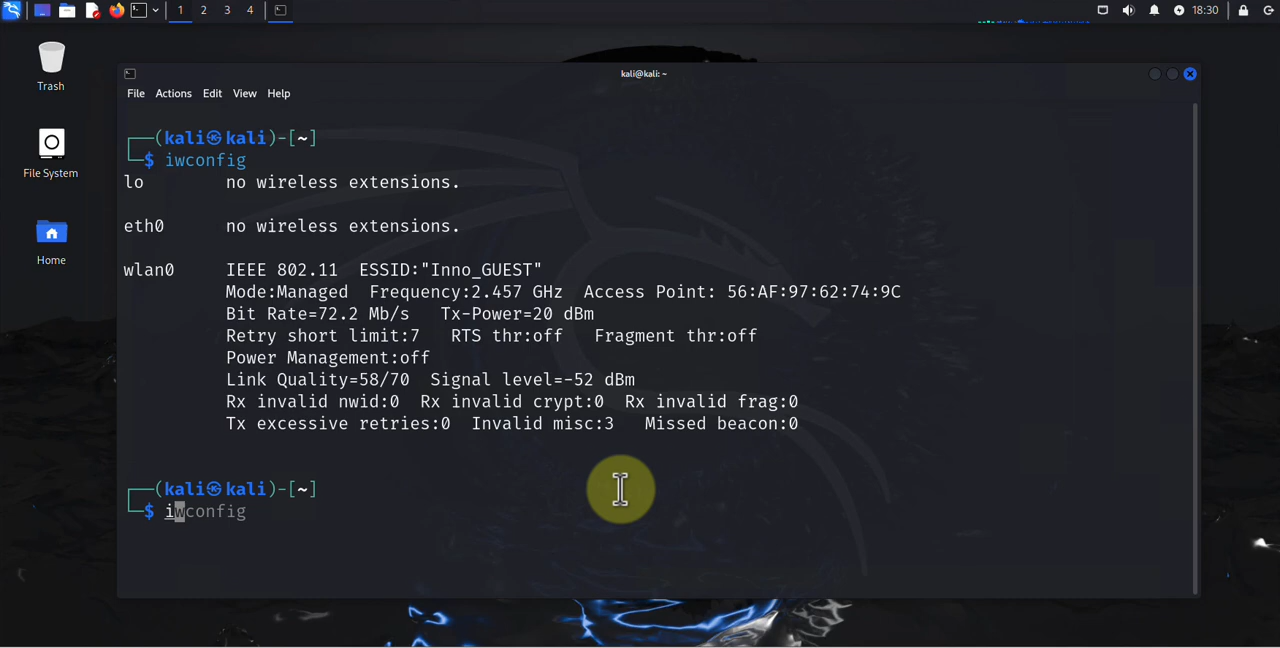 1 2 3 4 18:30
Trash
File System
Home
kali@kali: ~
File Actions Edit View Help
┌──(kali㉿kali)-[~]
└─$ iwconfig
lo no wireless extensions.
eth0 no wireless extensions.
wlan0 IEEE 802.11 ESSID:"Inno_GUEST"
Mode:Managed Frequency:2.457 GHz Access Point: 56:AF:97:62:74:9C
Bit Rate=72.2 Mb/s Tx-Power=20 dBm
Retry short limit:7 RTS thr:off Fragment thr:off
Power Management:off
Link Quality=58/70 Signal level=-52 dBm
Rx invalid nwid:0 Rx invalid crypt:0 Rx invalid frag:0
Tx excessive retries:0 Invalid misc:3 Missed beacon:0
┌──(kali㉿kali)-[~]
└─$ iwconfig